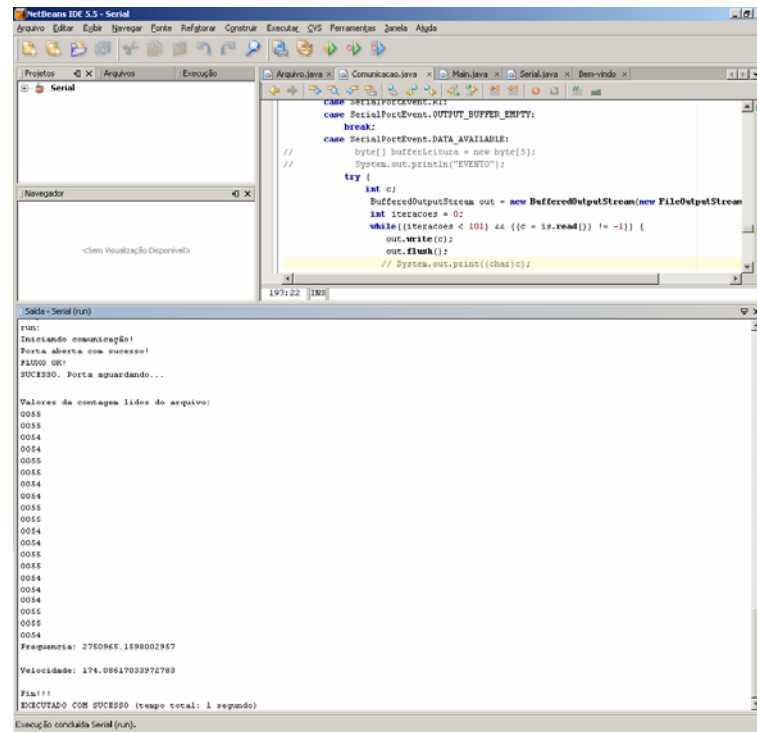 NetBeans IDE 5.5 - Serial
Arquivo Editar Exibir Navegar Fonte Refatorar Construir Executar CVS Ferramentas Janela Ajuda
Projetos Arquivos Execução
Arquivo.java Comunicacao.java Main.java Serial.java Bem-vindo
Serial
case SerialPortEvent.RI:
case SerialPortEvent.OUTPUT_BUFFER_EMPTY:
break;
case SerialPortEvent.DATA_AVAILABLE:
// byte[] bufferLeitura = new byte[5];
// System.out.println("EVENTO");
try {
int c;
BufferedOutputStream out = new BufferedOutputStream(new FileOutputStream
int iteracoes = 0;
while((iteracoes < 101) && ((c = is.read()) != -1)) {
out.write(c);
out.flush();
// System.out.print((char)c);
Navegador
<Sem Visualização Disponível>
197:22 INS
Saída - Serial (run)
run:
Iniciando comunicação!
Porta aberta com sucesso!
FLUXO OK!
SUCESSO. Porta aguardando...
Valores da contagem lidos do arquivo:
0055
0055
0054
0054
0055
0055
0054
0054
0055
0055
0054
0054
0055
0055
0054
0054
0054
0055
0055
0054
Frequencia: 2750965.1598002957
Velocidade: 174.08617033972783
Fim!!!
EXECUTADO COM SUCESSO (tempo total: 1 segundo)
Execução concluída Serial (run).